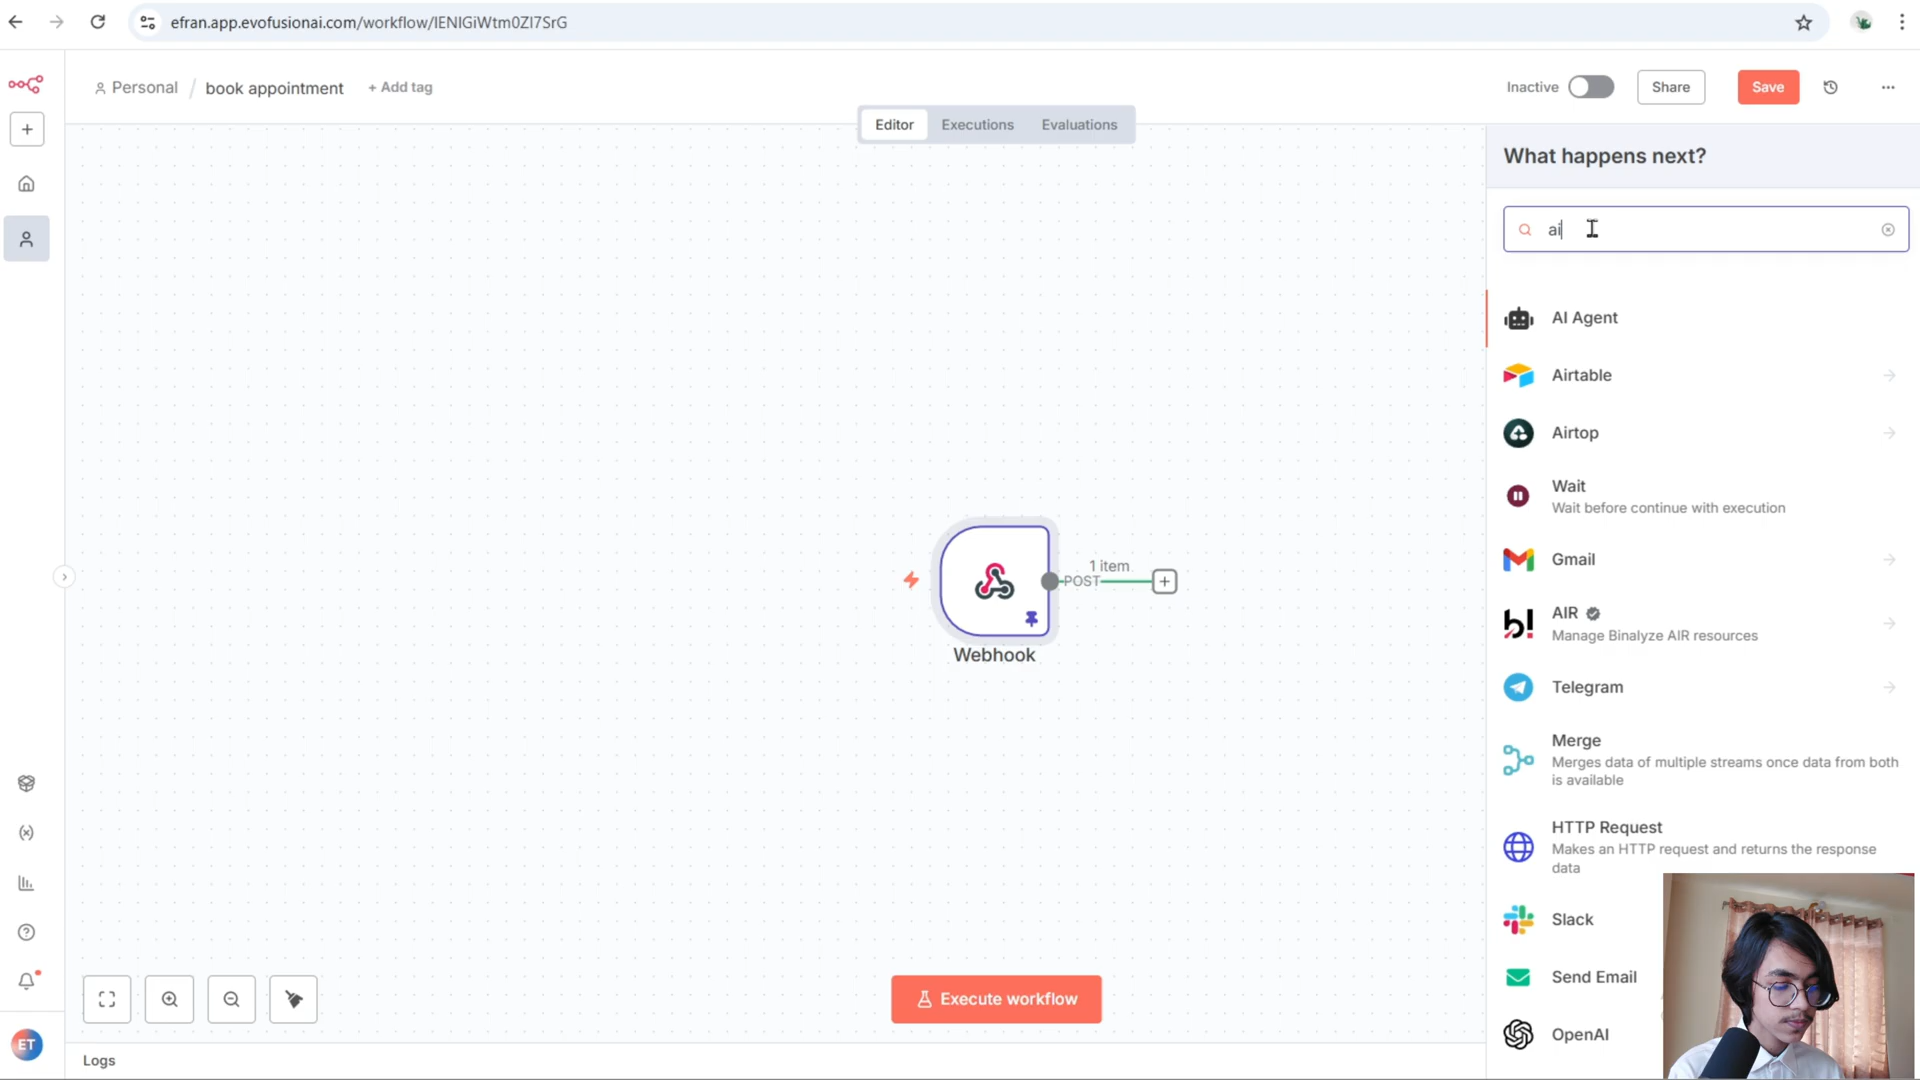 efran.app.evofusionai.com/workflow/IENIGiWtm0ZI7SrG
Personal / book appointment + Add tag
Inactive
Share
Save
Editor
Executions
Evaluations
What happens next?
ai
AI Agent
Airtable
Airtop
Wait
Wait before continue with execution
Gmail
AIR
Manage Binalyze AIR resources
Telegram
Merge
Merges data of multiple streams once data from both
is available
HTTP Request
Makes an HTTP request and returns the response
data
Slack
Send Email
OpenAI
1 item
POST
Webhook
Execute workflow
ET
Logs